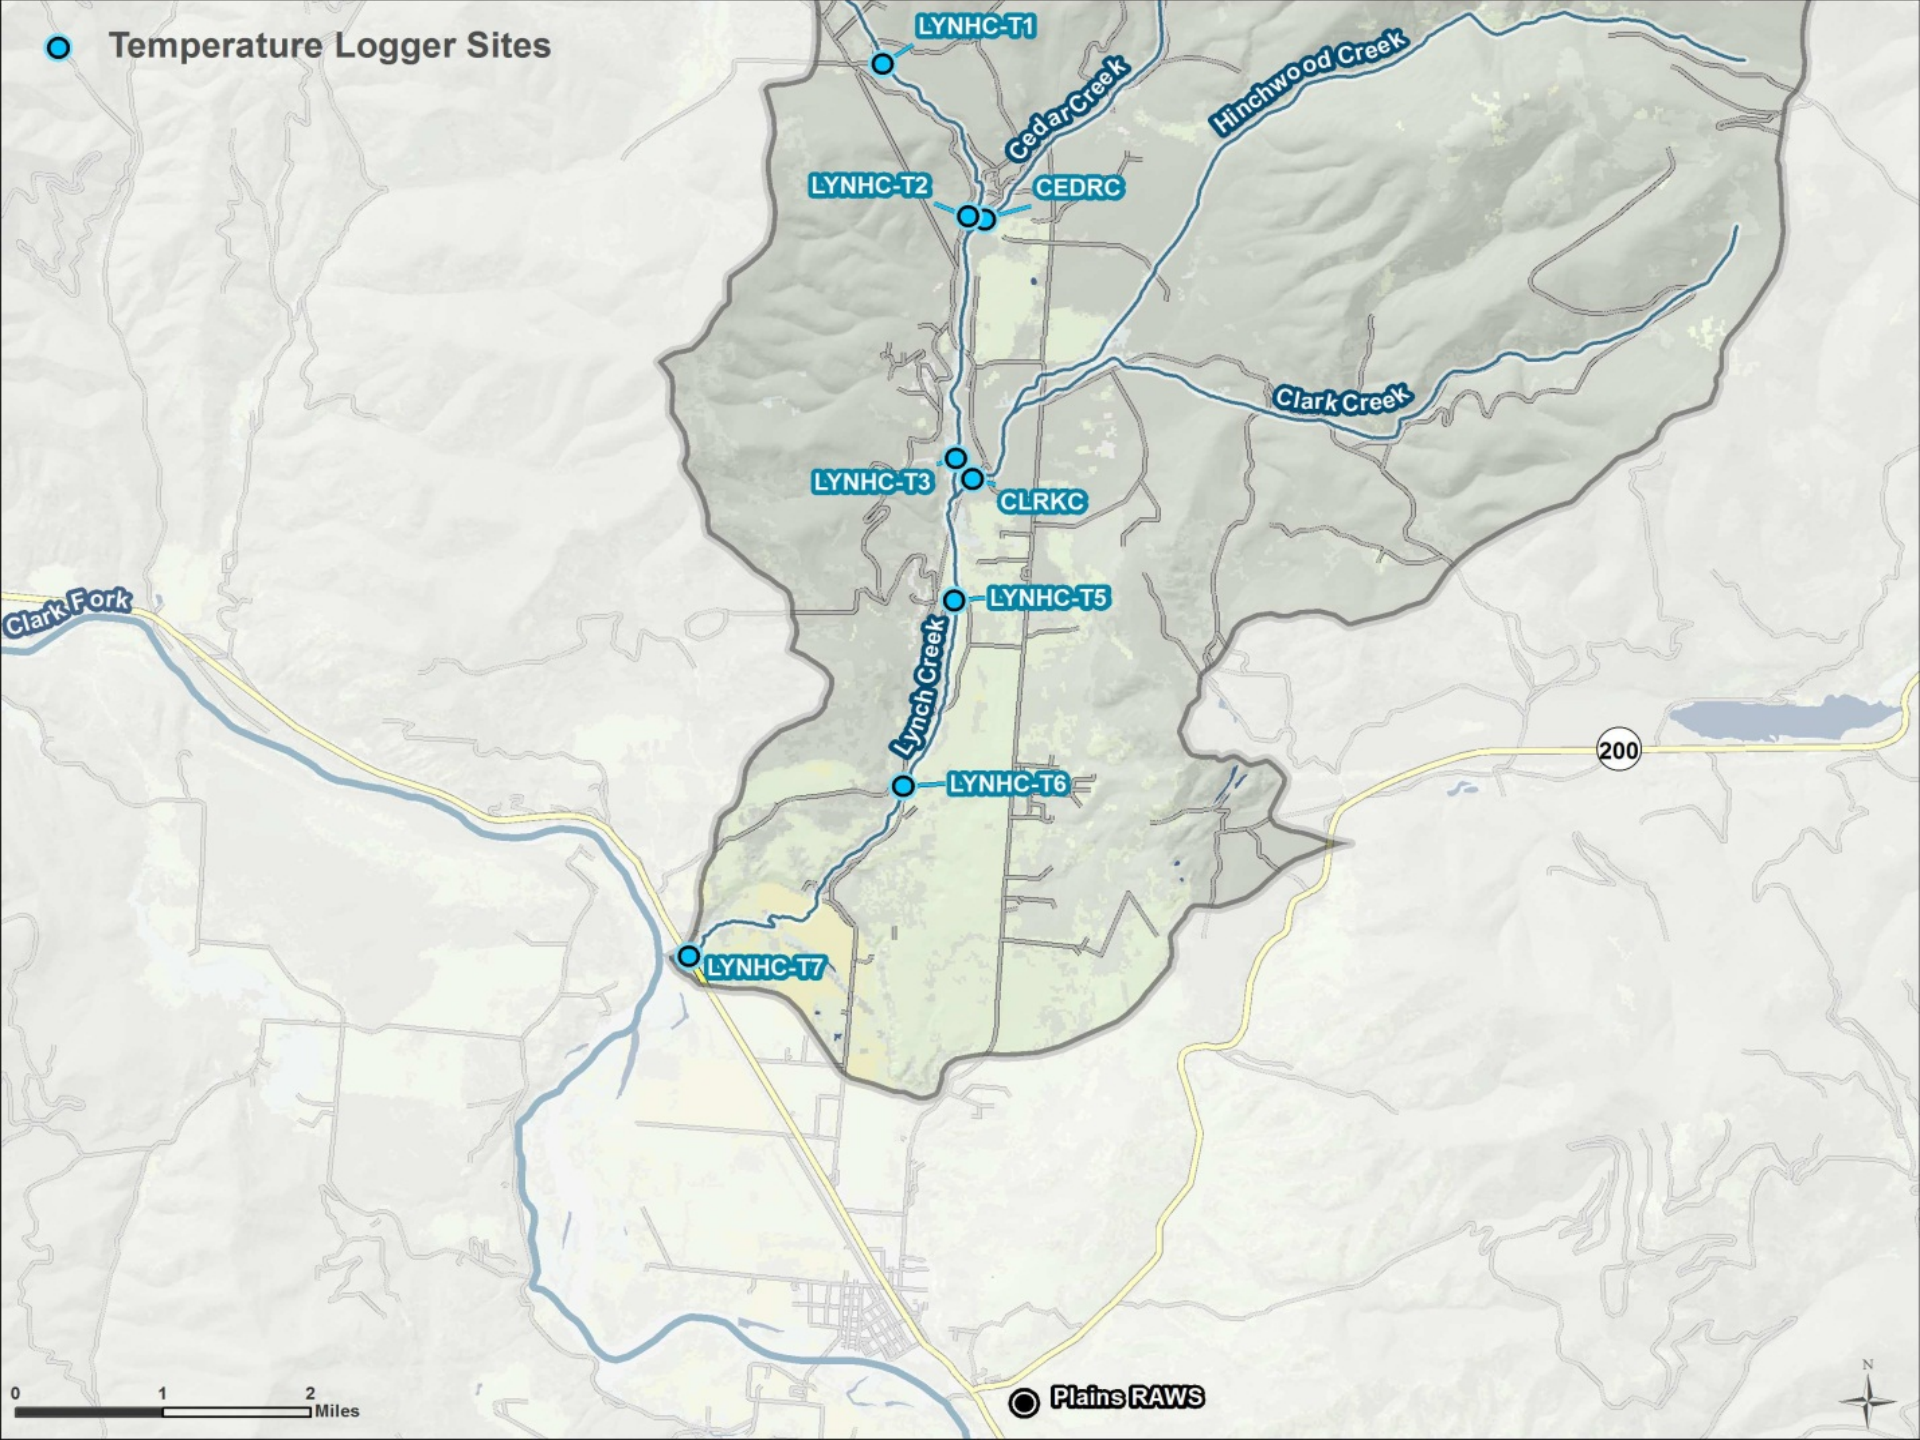 Temperature Logger Sites
LYNHC-T1
Cedar Creek
Hinchwood Creek
LYNHC-T2
CEDRC
Clark Creek
LYNHC-T3
CLRKC
Clark Fork
LYNHC-T5
Lynch Creek
200
LYNHC-T6
LYNHC-T7
N
0 1 2
Miles
Plains RAWS